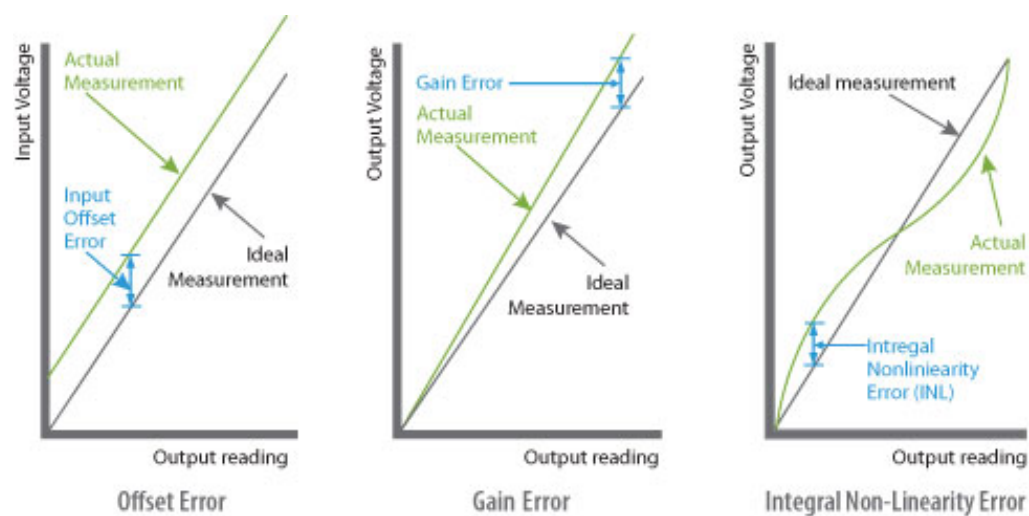 Input Voltage
Actual
Measurement
Input
Offset
Error
Ideal
Measurement
Output reading
Offset Error
Output Voltage
Gain Error
Actual
Measurement
Ideal
Measurement
Output reading
Gain Error
Output Voltage
Ideal measurement
Actual
Measurement
Intregal
Nonliniearity
Error (INL)
Output reading
Integral Non-Linearity Error